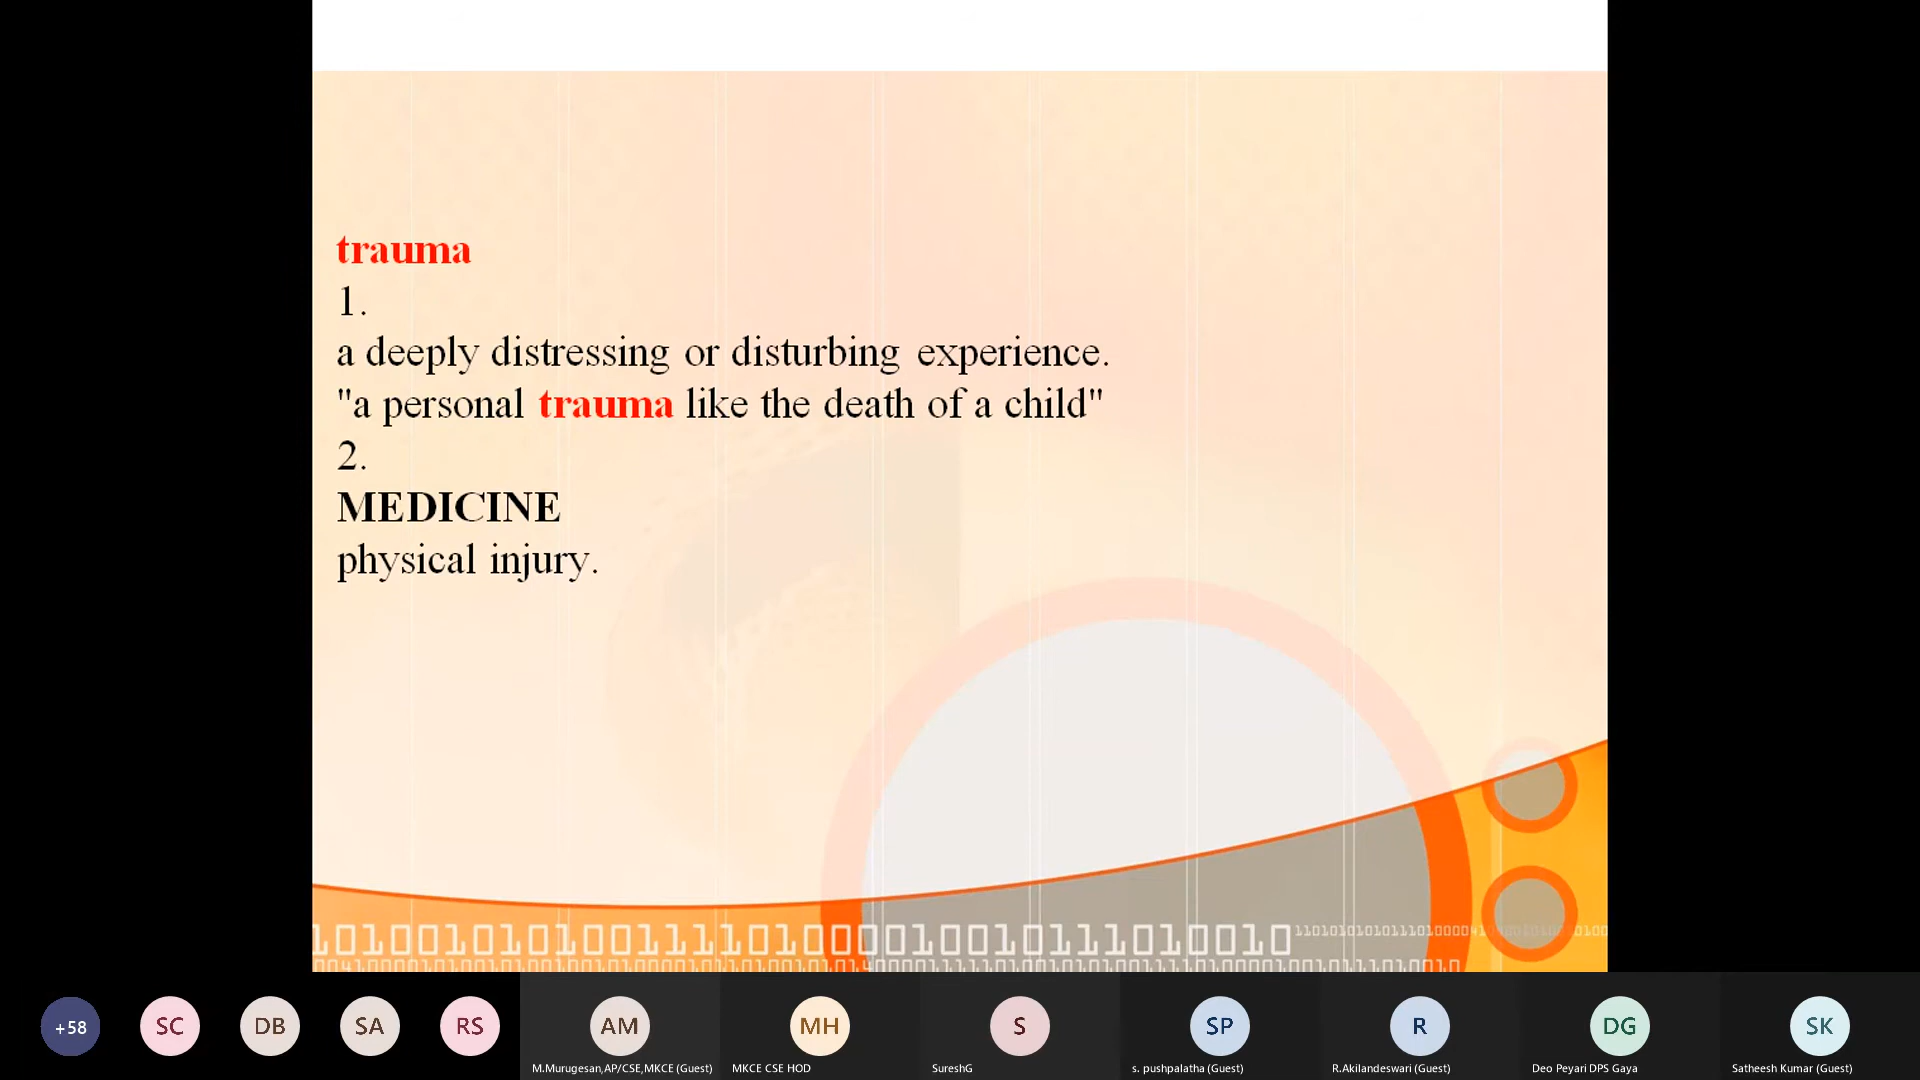 trauma
1.
a deeply distressing or disturbing experience.
"a personal trauma like the death of a child"
2.
MEDICINE
physical injury.
+58
SC
DB
SA
RS
AM
MH
S
SP
R
DG
SK
M.Murugesan,AP/CSE,MKCE (Guest)
MKCE CSE HOD
SureshG
s. pushpalatha (Guest)
R.Akilandeswari (Guest)
Deo Peyari DPS Gaya
Satheesh Kumar (Guest)